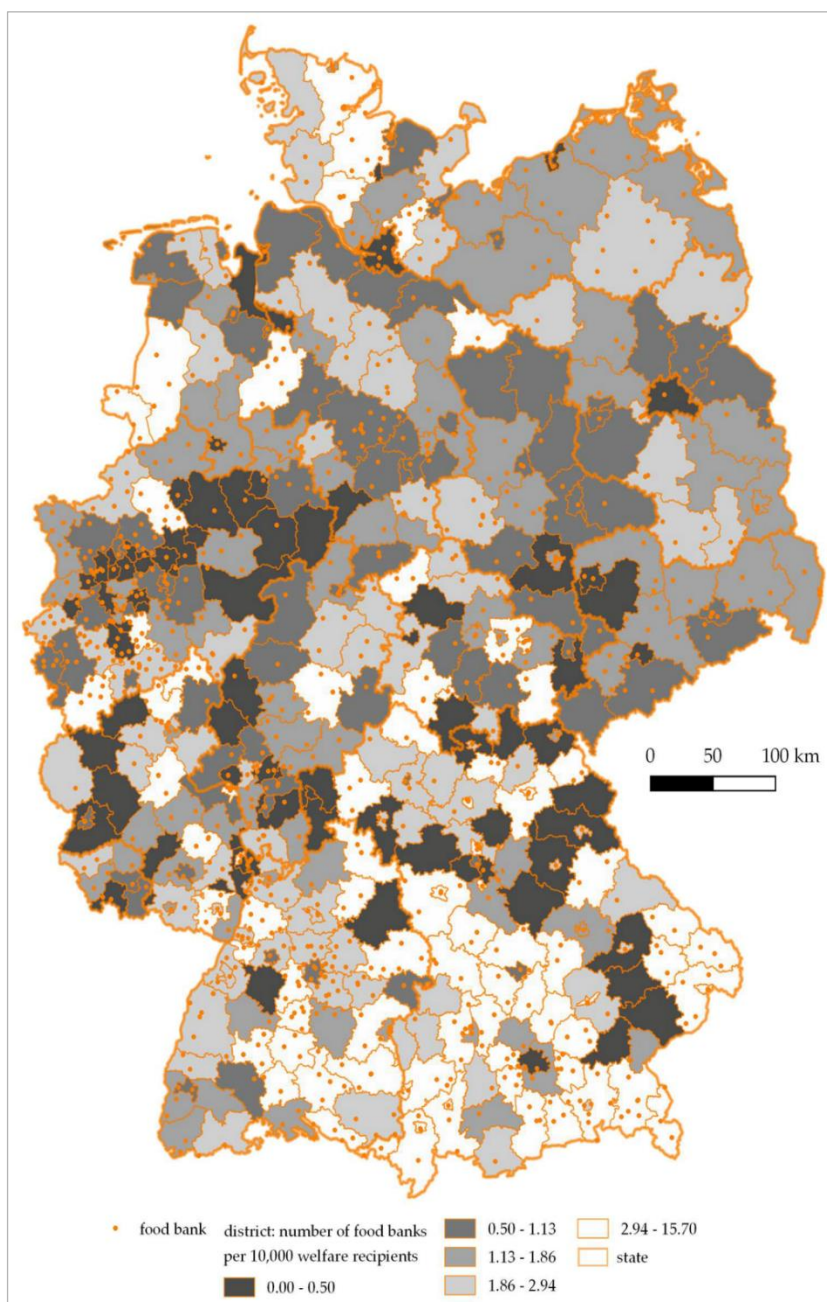 0 50 100 km
food bank
district: number of food banks
per 10,000 welfare recipients
0.00 - 0.50
0.50 - 1.13
1.13 - 1.86
1.86 - 2.94
2.94 - 15.70
state